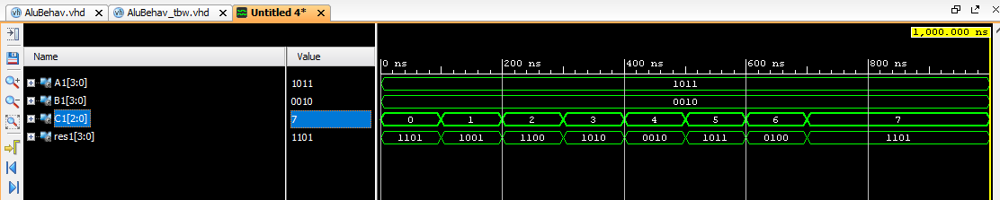 AluBehav.vhd AluBehav_tbw.vhd Untitled 4*
1,000.000 ns
Name Value
0 ns 200 ns 400 ns 600 ns 800 ns
A1[3:0] 1011 1011
B1[3:0] 0010 0010
C1[2:0] 7 0 1 2 3 4 5 6 7
res1[3:0] 1101 1101 1001 1100 1010 0010 1011 0100 1101